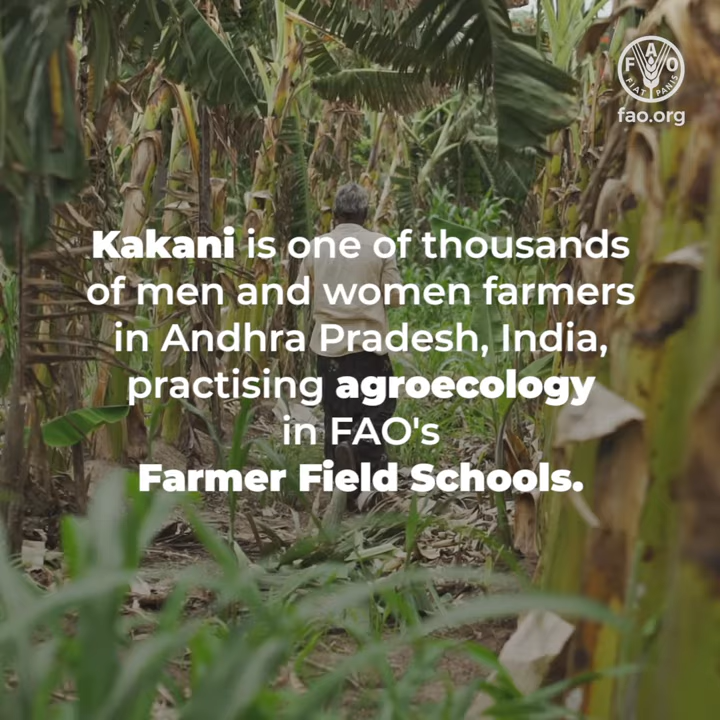 FAO
FIAT PANIS
fao.org
Kakani is one of thousands
of men and women farmers
in Andhra Pradesh, India,
practising agroecology
in FAO's
Farmer Field Schools.